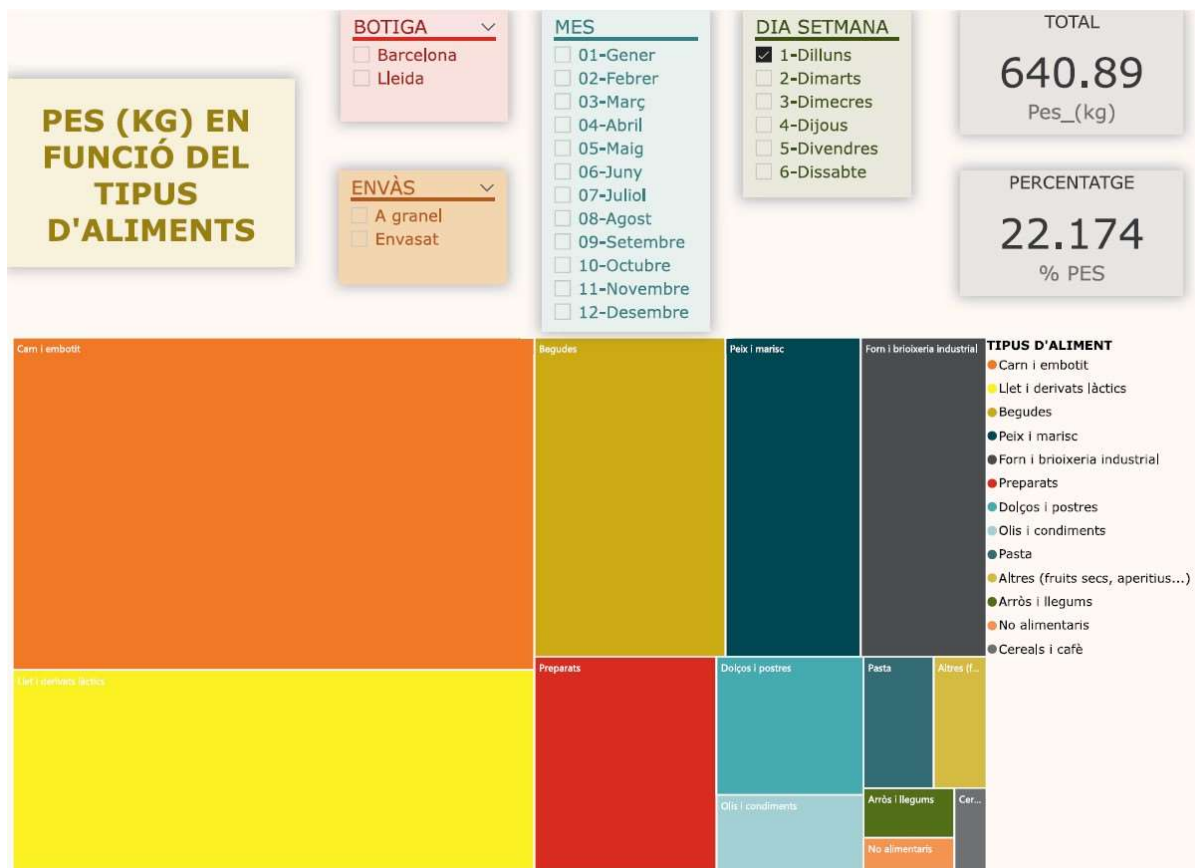 PES (KG) EN
FUNCIÓ DEL
TIPUS
D'ALIMENTS
BOTIGA
Barcelona
Lleida
ENVÀS
A granel
Envasat
MES
01-Gener
02-Febrer
03-Març
04-Abril
05-Maig
06-Juny
07-Juliol
08-Agost
09-Setembre
10-Octubre
11-Novembre
12-Desembre
DIA SETMANA
1-Dilluns
2-Dimarts
3-Dimecres
4-Dijous
5-Divendres
6-Dissabte
TOTAL
640.89
Pes_(kg)
PERCENTATGE
22.174
% PES
Carn i embotit
Llet i derivats làctics
Begudes
Peix i marisc
Forn i brioixeria industrial
Preparats
Dolços i postres
Olis i condiments
Pasta
Altres (f...
Arròs i llegums
No alimentaris
Cer...
TIPUS D'ALIMENT
Carn i embotit
Llet i derivats làctics
Begudes
Peix i marisc
Forn i brioixeria industrial
Preparats
Dolços i postres
Olis i condiments
Pasta
Altres (fruits secs, aperitius...)
Arròs i llegums
No alimentaris
Cereals i cafè